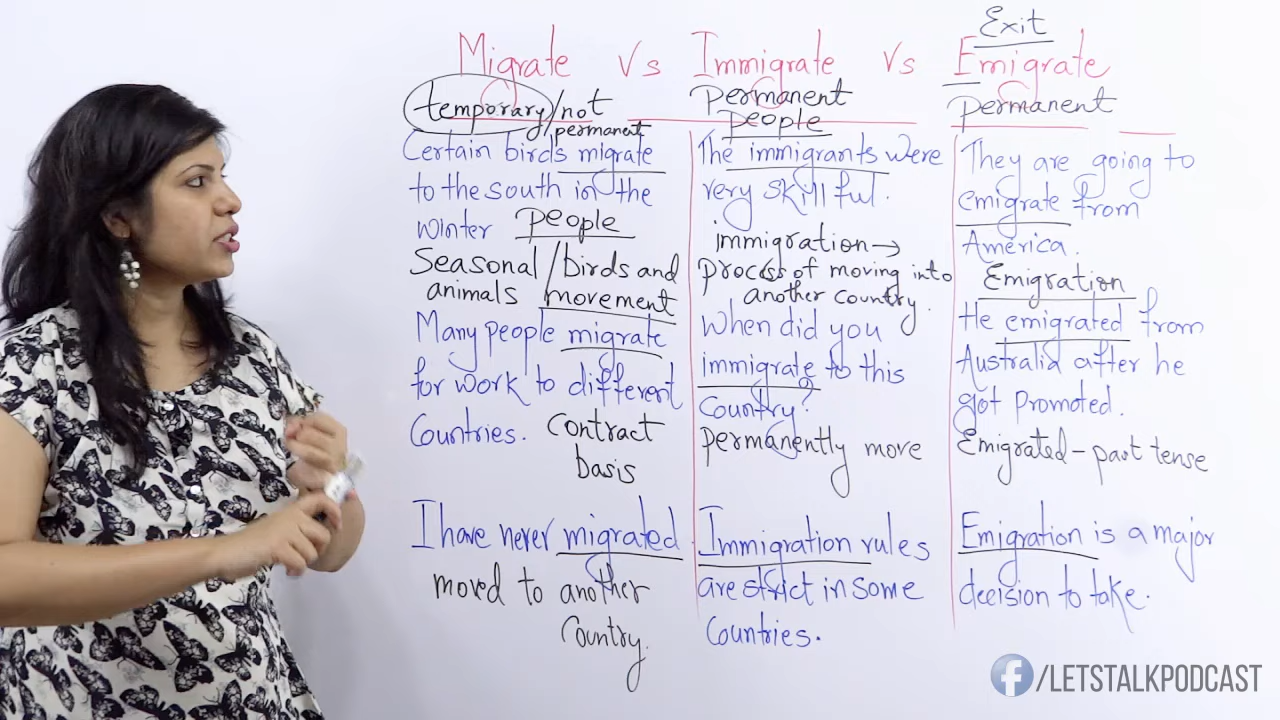 Exit
Migrate Vs Immigrate Vs Emigrate
temporary/not
permanent
Certain birds migrate
to the south in the
winter people
Seasonal/birds and
animals movement
Many people migrate
for work to different
Countries. contract
basis
I have never migrated
moved to another
Country.
permanent
people
The immigrants were
very skillful.
immigration →
process of moving into
another country.
When did you
immigrate to this
Country?
permanently move
Immigration rules
are strict in some
Countries.
permanent
They are going to
emigrate from
America.
Emigration
He emigrated from
Australia after he
got promoted.
Emigrated - past tense
Emigration is a major
decision to take.
f/LETSTALKPODCAST